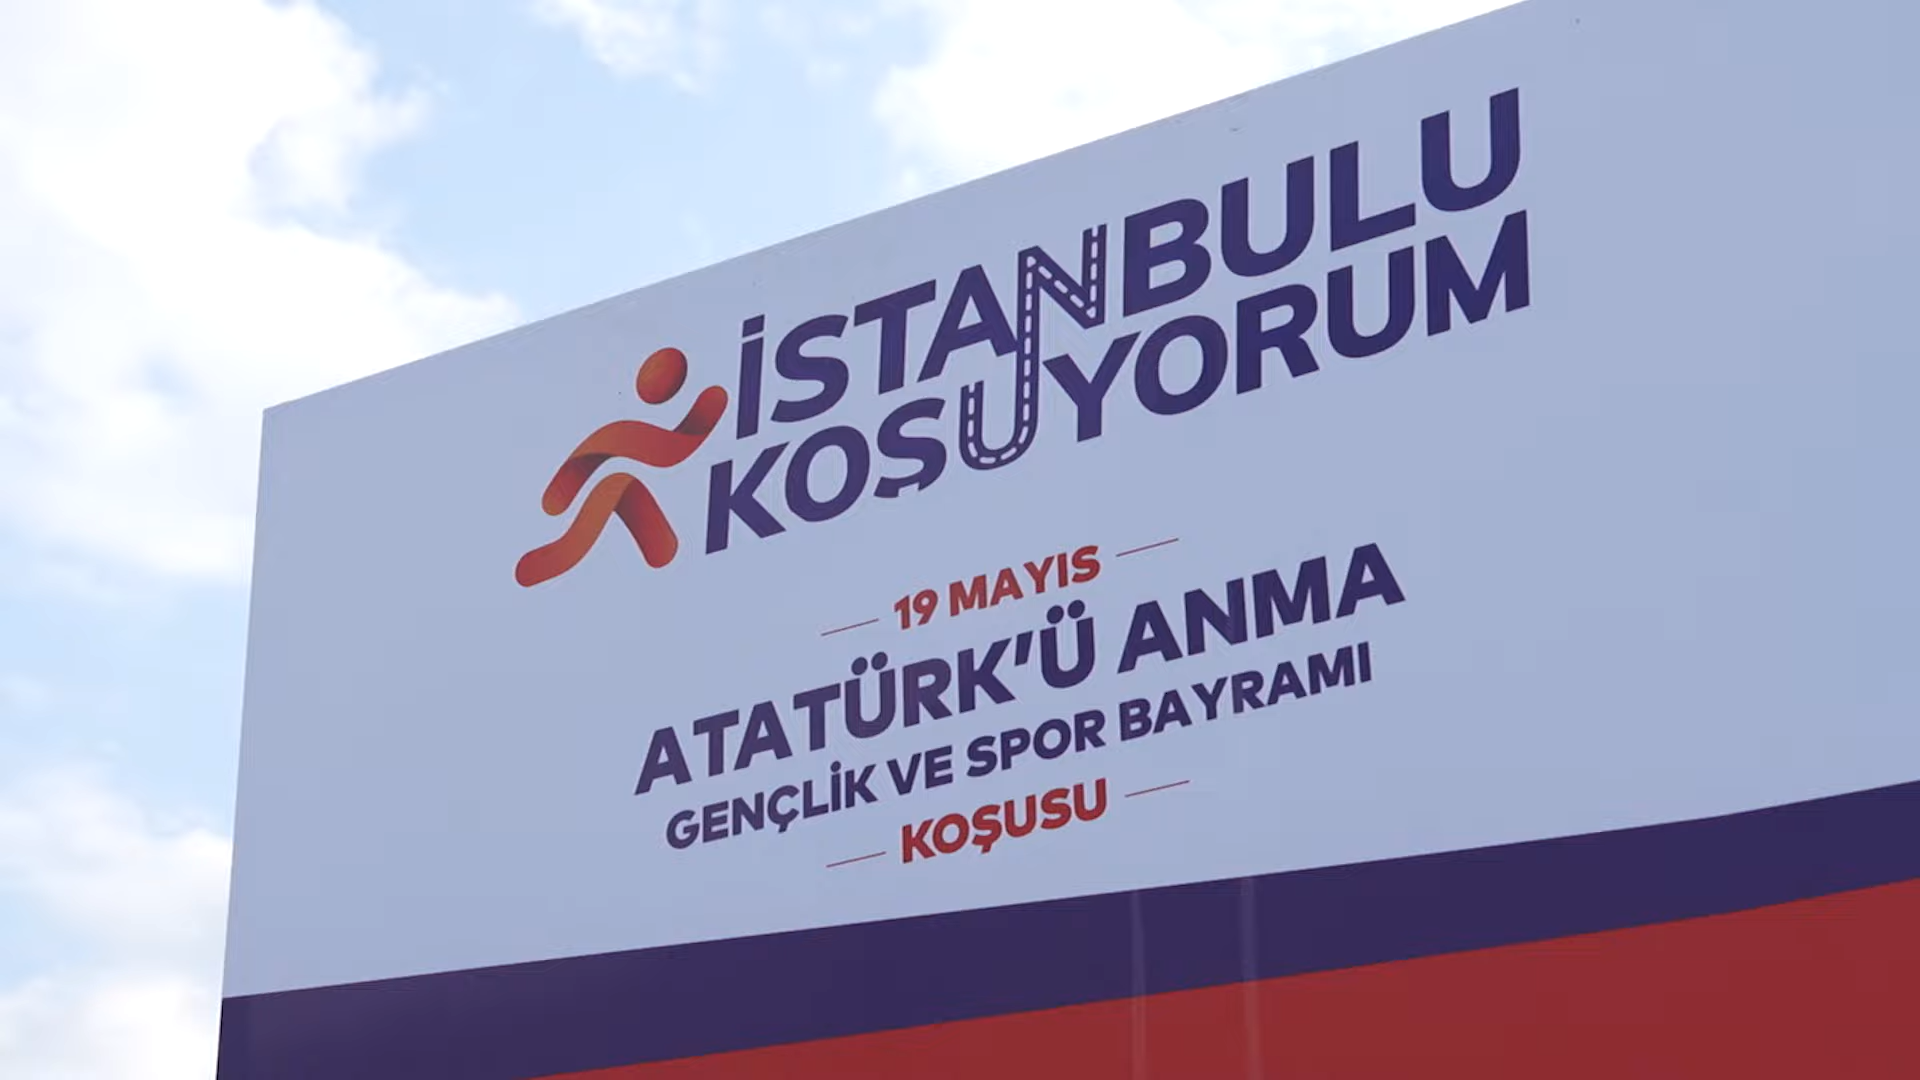 İSTANBULU
KOŞUYORUM
19 MAYIS
ATATÜRK'Ü ANMA
GENÇLİK VE SPOR BAYRAMI
KOŞUSU